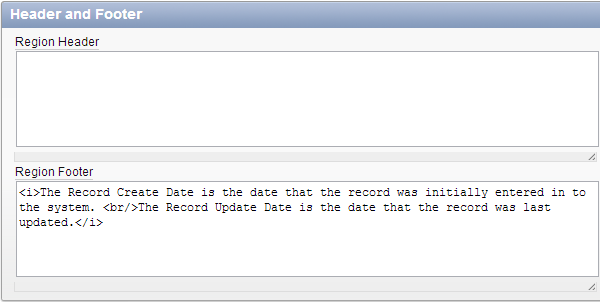 Header and Footer
Region Header
Region Footer
<i>The Record Create Date is the date that the record was initially entered in to
the system. <br/>The Record Update Date is the date that the record was last
updated.</i>